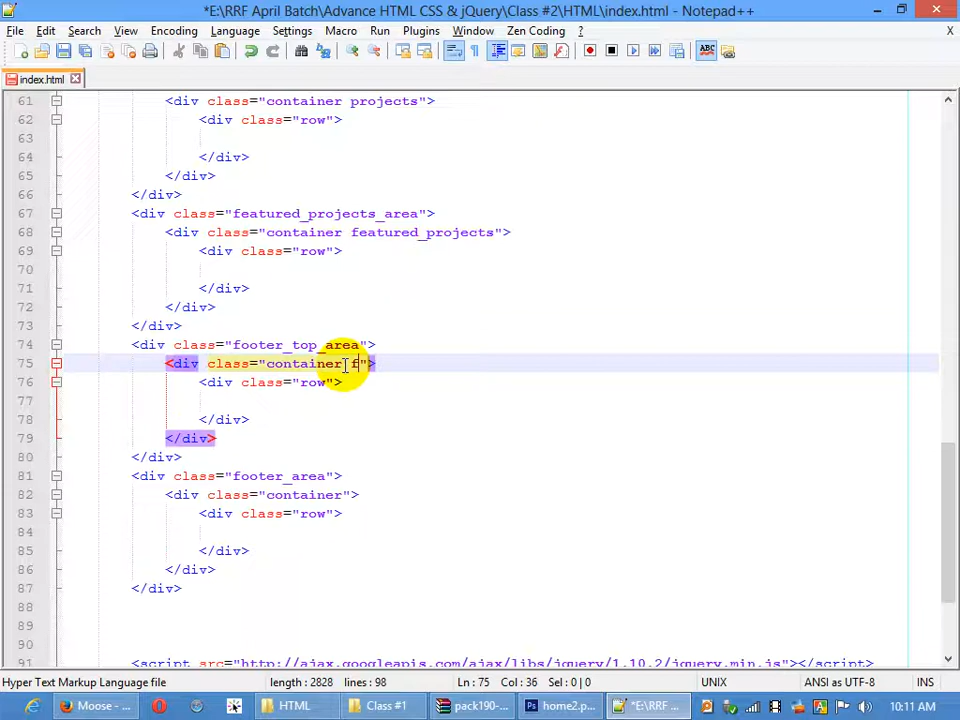 *E:\RRF April Batch\Advance HTML CSS & jQuery\Class #2\HTML\index.html - Notepad++
File Edit Search View Encoding Language Settings Macro Run Plugins Window Zen Coding ? X
index.html
61 <div class="container projects">
62 <div class="row">
63
64 </div>
65 </div>
66 </div>
67 <div class="featured_projects_area">
68 <div class="container featured_projects">
69 <div class="row">
70
71 </div>
72 </div>
73 </div>
74 <div class="footer_top_area">
75 <div class="container f">
76 <div class="row">
77
78 </div>
79 </div>
80 </div>
81 <div class="footer_area">
82 <div class="container">
83 <div class="row">
84
85 </div>
86 </div>
87 </div>
88
89
90
91 <script src="http://ajax.googleapis.com/ajax/libs/jquery/1.10.2/jquery.min.js"></script>
Hyper Text Markup Language file length : 2828 lines : 98 Ln : 75 Col : 36 Sel : 0 | 0 UNIX ANSI as UTF-8 INS
Moose - ... HTML Class #1 pack190-... home2.p... *E:\RRF ... 10:11 AM